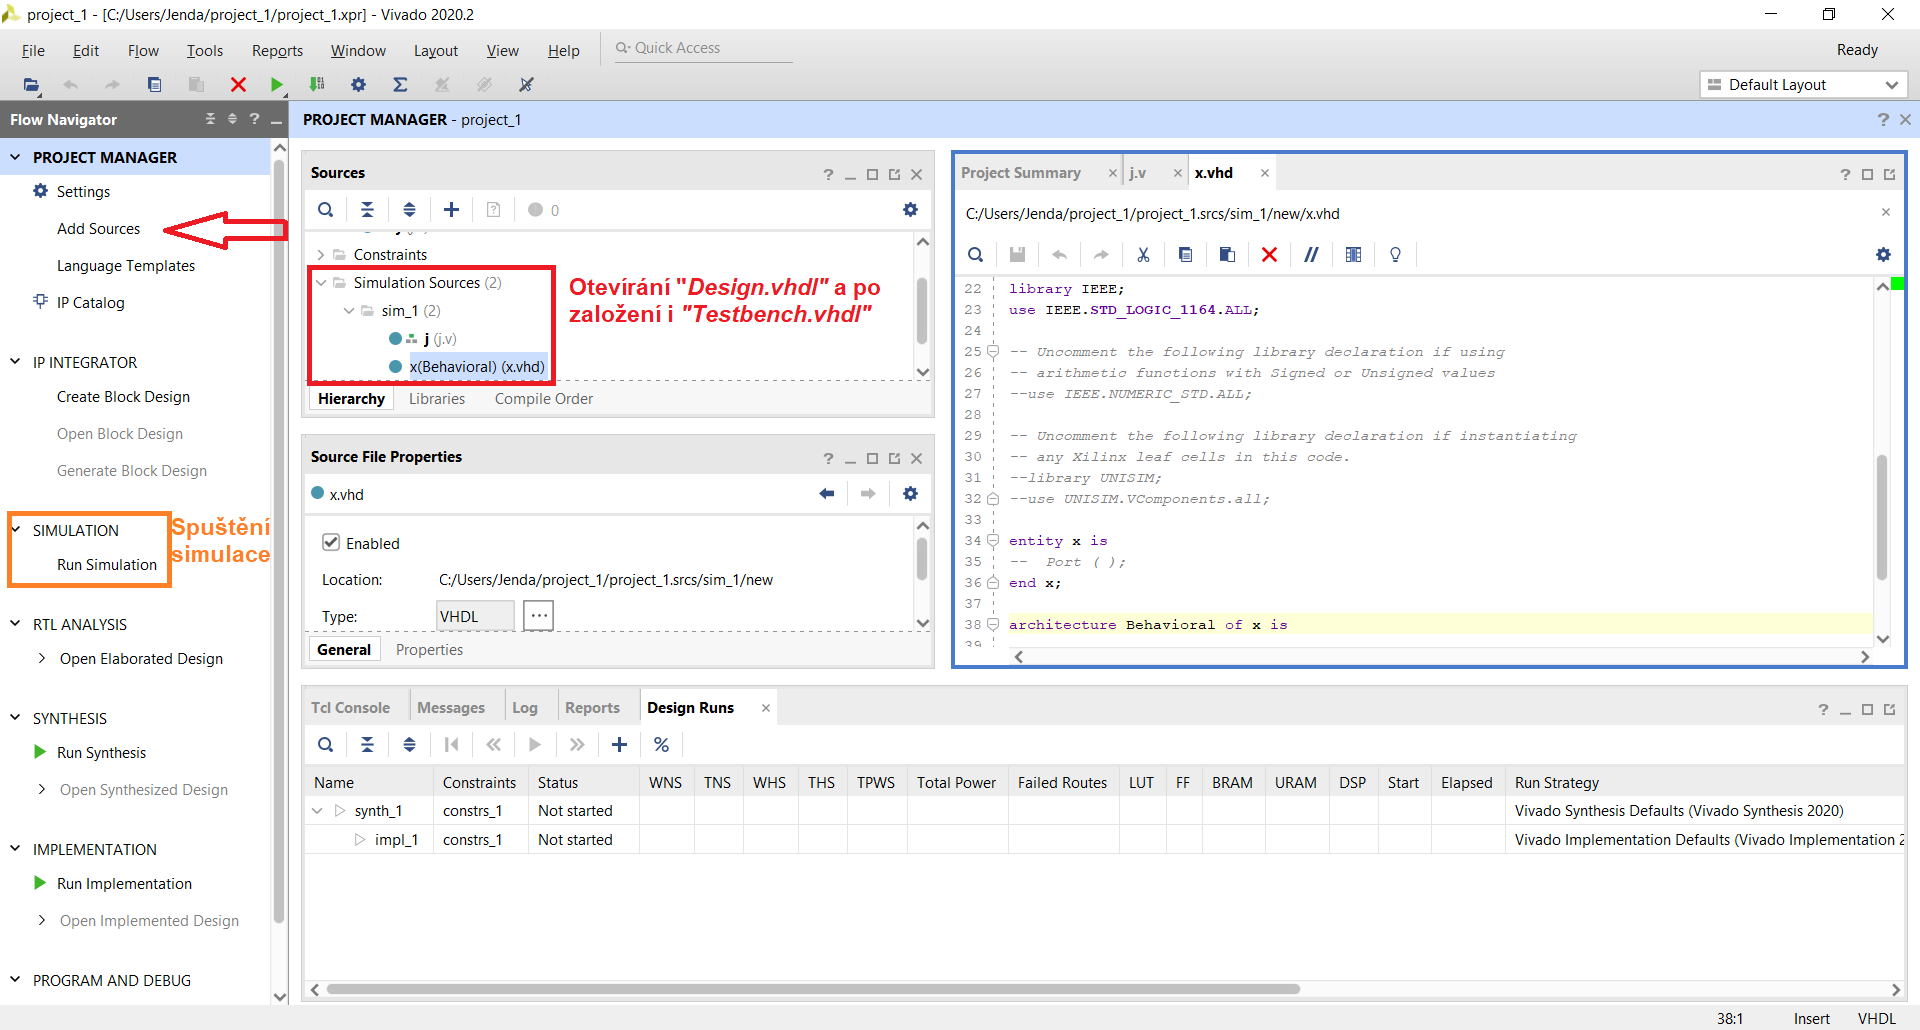 project_1 - [C:/Users/Jenda/project_1/project_1.xpr] - Vivado 2020.2
File Edit Flow Tools Reports Window Layout View Help Quick Access Ready
Default Layout
Flow Navigator
PROJECT MANAGER
Settings
Add Sources
Language Templates
IP Catalog
IP INTEGRATOR
Create Block Design
Open Block Design
Generate Block Design
SIMULATION
Run Simulation
Spuštění
simulace
RTL ANALYSIS
Open Elaborated Design
SYNTHESIS
Run Synthesis
Open Synthesized Design
IMPLEMENTATION
Run Implementation
Open Implemented Design
PROGRAM AND DEBUG
PROJECT MANAGER - project_1
Sources
0
Constraints
Simulation Sources (2)
sim_1 (2)
j (j.v)
x(Behavioral) (x.vhd)
Otevírání "Design.vhdl" a po
založení i "Testbench.vhdl"
Hierarchy Libraries Compile Order
Source File Properties
x.vhd
Enabled
Location: C:/Users/Jenda/project_1/project_1.srcs/sim_1/new
Type: VHDL ...
General Properties
Project Summary j.v x.vhd
C:/Users/Jenda/project_1/project_1.srcs/sim_1/new/x.vhd
22 library IEEE;
23 use IEEE.STD_LOGIC_1164.ALL;
24
25 -- Uncomment the following library declaration if using
26 -- arithmetic functions with Signed or Unsigned values
27 --use IEEE.NUMERIC_STD.ALL;
28
29 -- Uncomment the following library declaration if instantiating
30 -- any Xilinx leaf cells in this code.
31 --library UNISIM;
32 --use UNISIM.VComponents.all;
33
34 entity x is
35 -- Port ( );
36 end x;
37
38 architecture Behavioral of x is
39
Tcl Console Messages Log Reports Design Runs
Name Constraints Status WNS TNS WHS THS TPWS Total Power Failed Routes LUT FF BRAM URAM DSP Start Elapsed Run Strategy
synth_1 constrs_1 Not started Vivado Synthesis Defaults (Vivado Synthesis 2020)
impl_1 constrs_1 Not started Vivado Implementation Defaults (Vivado Implementation 2
38:1 Insert VHDL